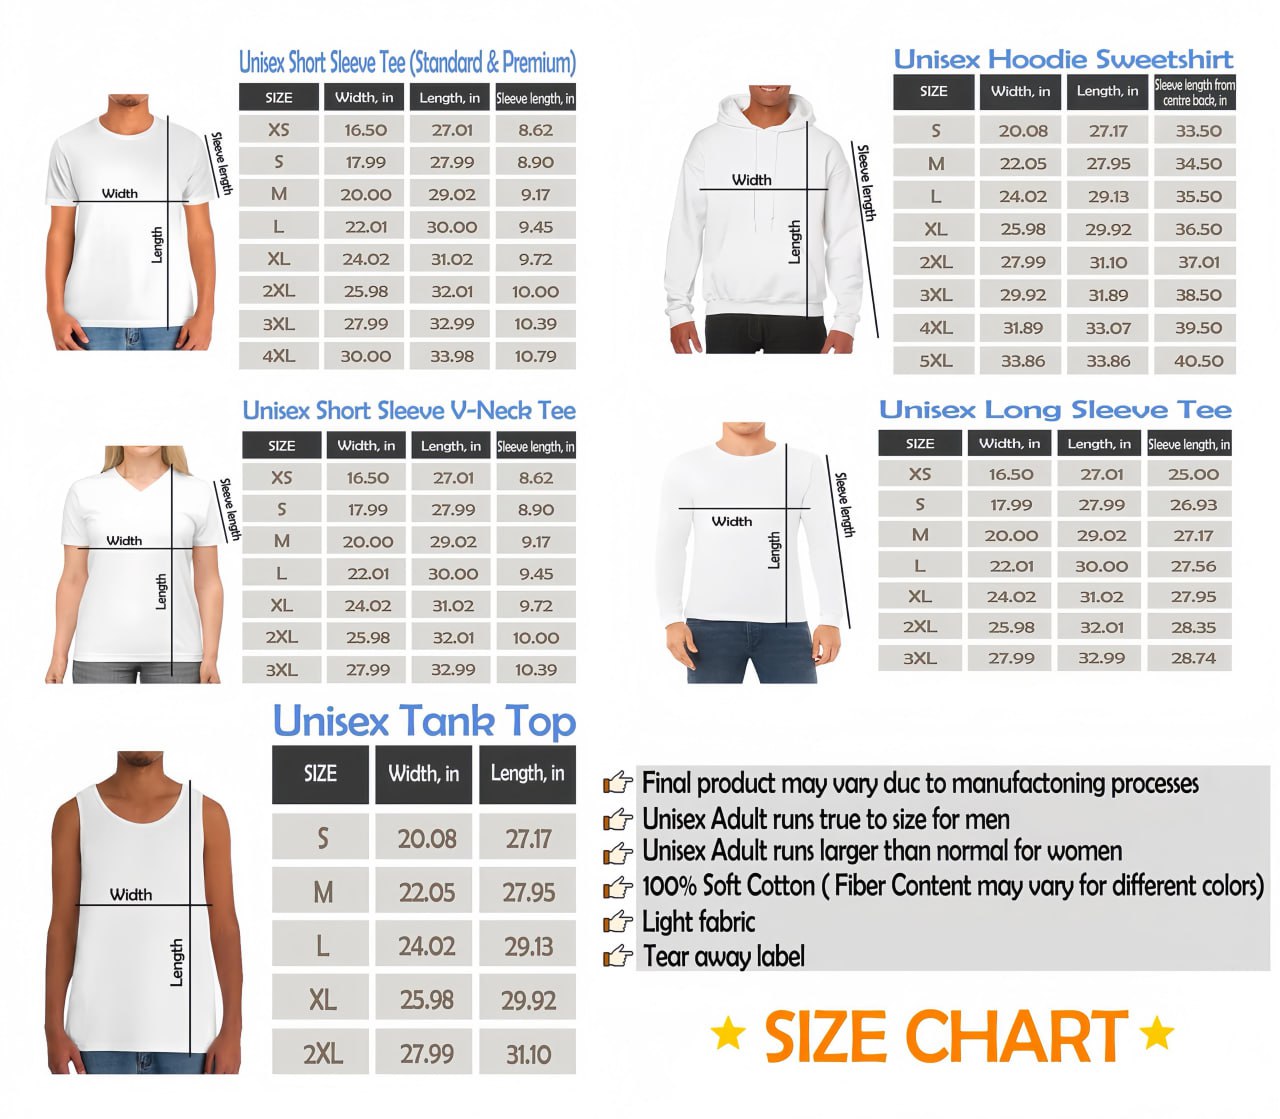 Unisex Short Sleeve Tee (Standard & Premium)
SIZE Width, in Length, in Sleeve length, in
XS 16.50 27.01 8.62
S 17.99 27.99 8.90
M 20.00 29.02 9.17
L 22.01 30.00 9.45
XL 24.02 31.02 9.72
2XL 25.98 32.01 10.00
3XL 27.99 32.99 10.39
4XL 30.00 33.98 10.79
Width
Length
Sleeve length
Unisex Hoodie Sweetshirt
SIZE Width, in Length, in Sleeve length from centre back, in
S 20.08 27.17 33.50
M 22.05 27.95 34.50
L 24.02 29.13 35.50
XL 25.98 29.92 36.50
2XL 27.99 31.10 37.01
3XL 29.92 31.89 38.50
4XL 31.89 33.07 39.50
5XL 33.86 33.86 40.50
Width
Length
Sleeve length
Unisex Short Sleeve V-Neck Tee
SIZE Width, in Length, in Sleeve length, in
XS 16.50 27.01 8.62
S 17.99 27.99 8.90
M 20.00 29.02 9.17
L 22.01 30.00 9.45
XL 24.02 31.02 9.72
2XL 25.98 32.01 10.00
3XL 27.99 32.99 10.39
Width
Length
Sleeve length
Unisex Long Sleeve Tee
SIZE Width, in Length, in Sleeve length, in
XS 16.50 27.01 25.00
S 17.99 27.99 26.93
M 20.00 29.02 27.17
L 22.01 30.00 27.56
XL 24.02 31.02 27.95
2XL 25.98 32.01 28.35
3XL 27.99 32.99 28.74
Width
Length
Sleeve length
Unisex Tank Top
SIZE Width, in Length, in
S 20.08 27.17
M 22.05 27.95
L 24.02 29.13
XL 25.98 29.92
2XL 27.99 31.10
Width
Length
Final product may vary duc to manufactoning processes
Unisex Adult runs true to size for men
Unisex Adult runs larger than normal for women
100% Soft Cotton ( Fiber Content may vary for different colors)
Light fabric
Tear away label
SIZE CHART